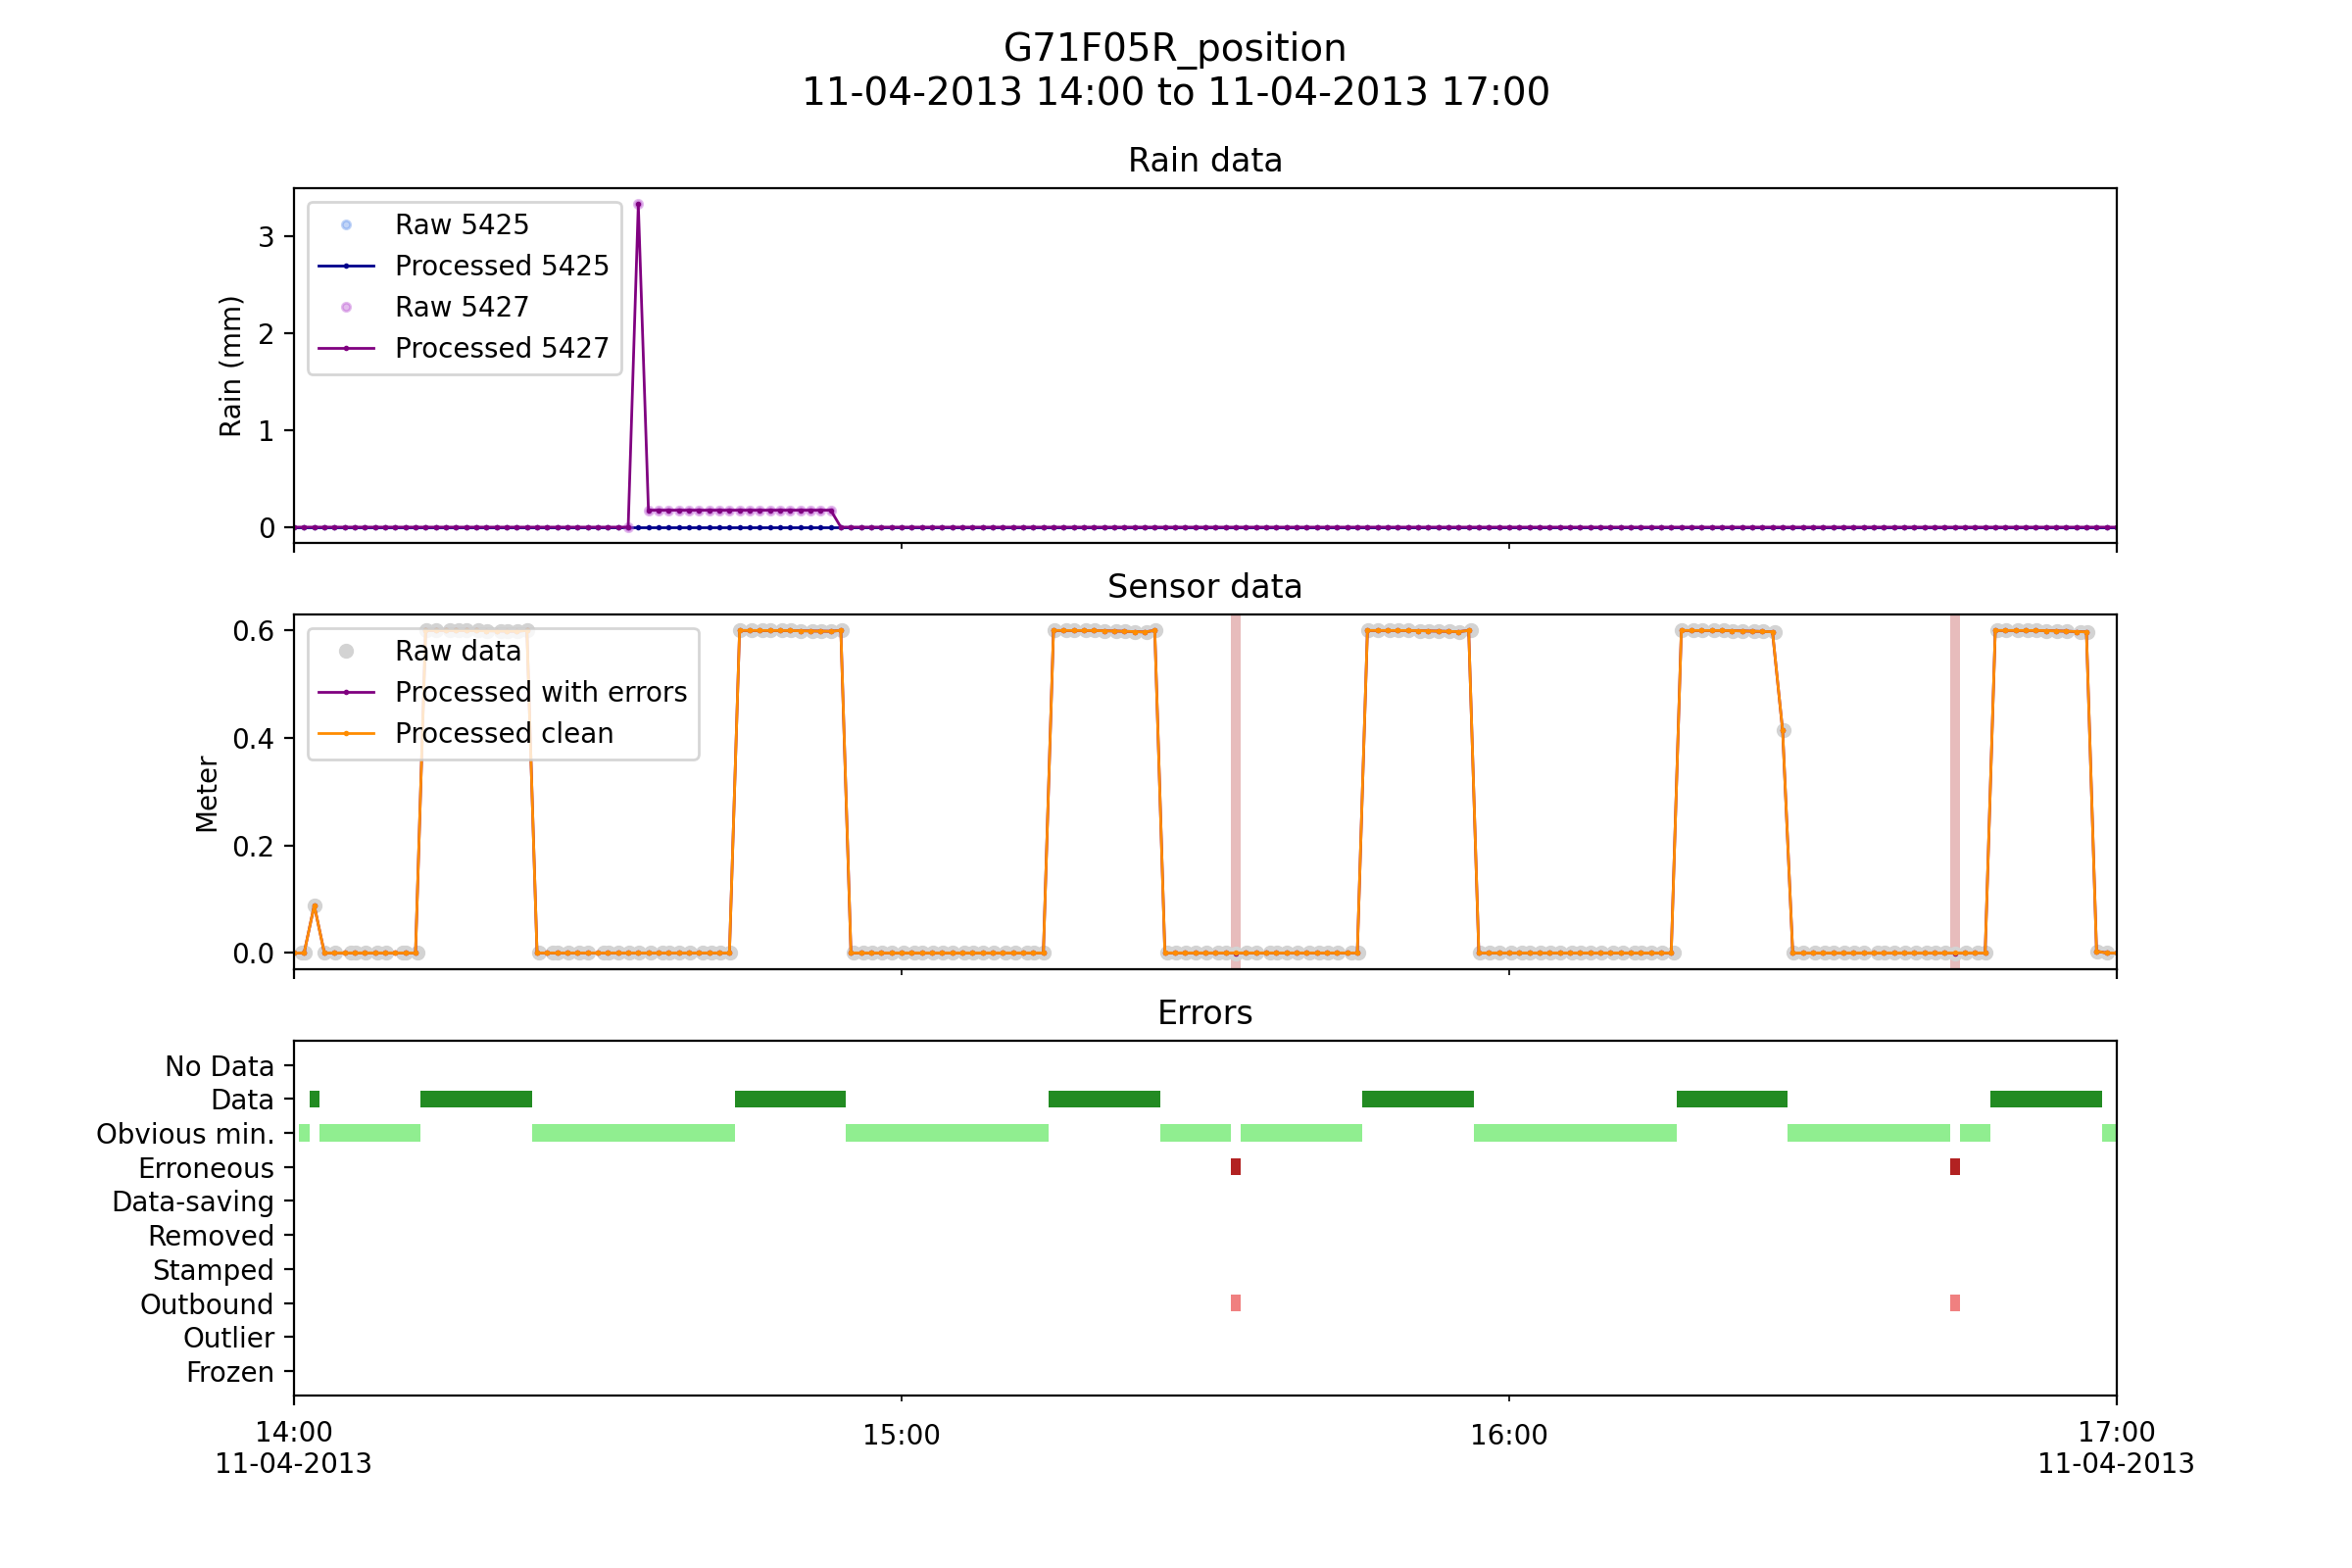 G71F05R_position
11-04-2013 14:00 to 11-04-2013 17:00
Rain data
Rain (mm)
3
2
1
0
Raw 5425
Processed 5425
Raw 5427
Processed 5427
Sensor data
Meter
0.6
0.4
0.2
0.0
Raw data
Processed with errors
Processed clean
Errors
No Data
Data
Obvious min.
Erroneous
Data-saving
Removed
Stamped
Outbound
Outlier
Frozen
14:00
11-04-2013
15:00
16:00
17:00
11-04-2013